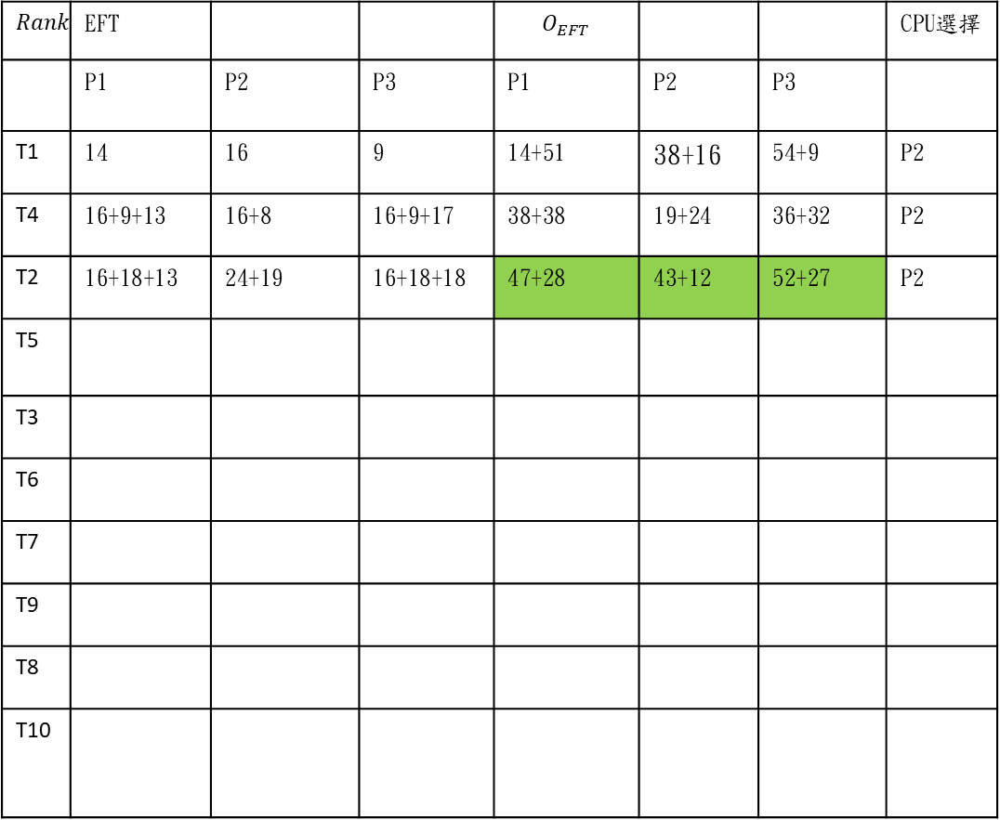 Rank EFT O_EFT CPU選擇
P1 P2 P3 P1 P2 P3
T1 14 16 9 14+51 38+16 54+9 P2
T4 16+9+13 16+8 16+9+17 38+38 19+24 36+32 P2
T2 16+18+13 24+19 16+18+18 47+28 43+12 52+27 P2
T5
T3
T6
T7
T9
T8
T10